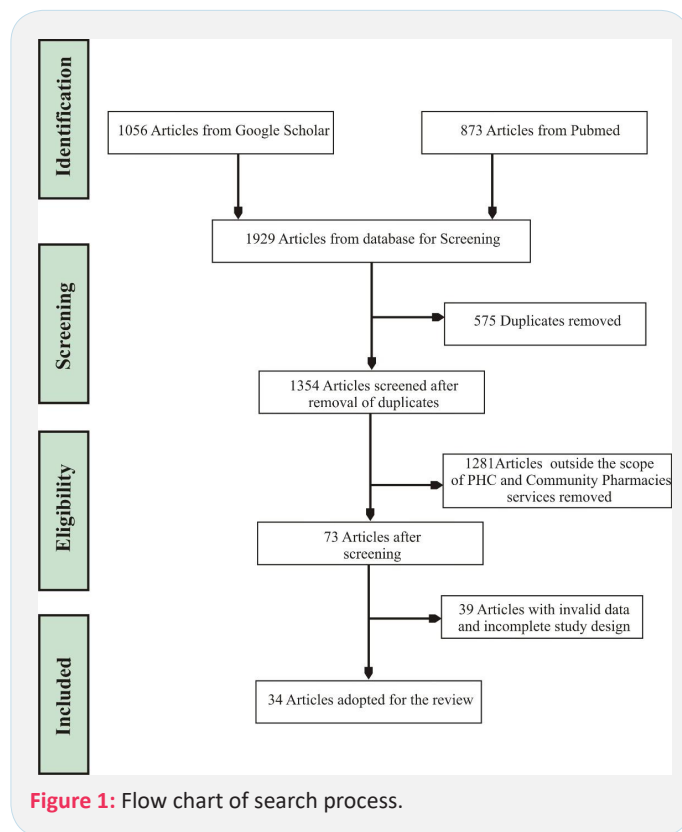 Identification
1056 Articles from Google Scholar
873 Articles from Pubmed
1929 Articles from database for Screening
Screening
575 Duplicates removed
1354 Articles screened after
removal of duplicates
Eligibility
1281Articles outside the scope
of PHC and Community Pharmacies
services removed
73 Articles after
screening
39 Articles with invalid data
and incomplete study design
Included
34 Articles adopted for the review
Figure 1: Flow chart of search process.